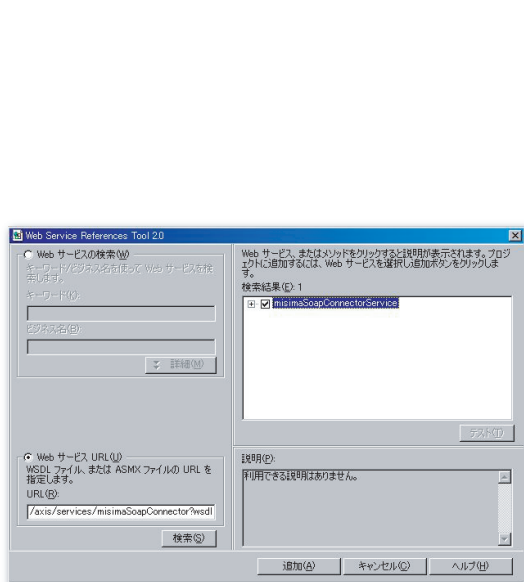 Web Service References Tool 2.0
Web サービスの検索(W)
キーワード/ビジネス名を使って Web サービスを検
索します。
キーワード(K):
ビジネス名(B):
詳細(M)
Web サービス URL(U)
WSDL ファイル、または ASMX ファイルの URL を
指定します。
URL(R):
/axis/services/misimaSoapConnector?wsdl
検索(S)
Web サービス、またはメソッドをクリックすると説明が表示されます。プロジ
ェクトに追加するには、Web サービスを選択し追加ボタンをクリックしま
す。
検索結果(E): 1
misimaSoapConnectorService
テスト(T)
説明(P):
利用できる説明はありません。
追加(A)
キャンセル(C)
ヘルプ(H)